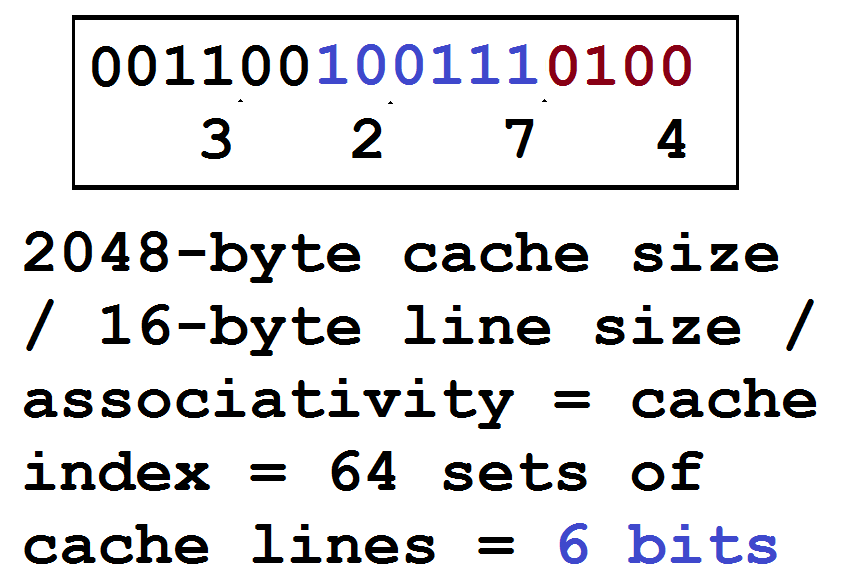 0011001001110100
3 2 7 4
2048-byte cache size
/ 16-byte line size /
associativity = cache
index = 64 sets of
cache lines = 6 bits